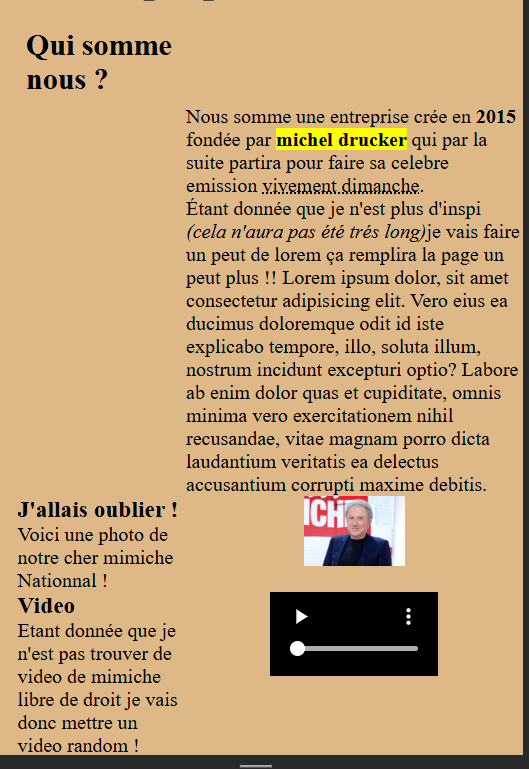 Qui somme
nous ?
Nous somme une entreprise crée en 2015
fondée par michel drucker qui par la
suite partira pour faire sa celebre
emission vivement dimanche.
Étant donnée que je n'est plus d'inspi
(cela n'aura pas été trés long)je vais faire
un peut de lorem ça remplira la page un
peut plus !! Lorem ipsum dolor, sit amet
consectetur adipisicing elit. Vero eius ea
ducimus doloremque odit id iste
explicabo tempore, illo, soluta illum,
nostrum incidunt excepturi optio? Labore
ab enim dolor quas et cupiditate, omnis
minima vero exercitationem nihil
recusandae, vitae magnam porro dicta
laudantium veritatis ea delectus
accusantium corrupti maxime debitis.
J'allais oublier !
Voici une photo de
notre cher mimiche
Nationnal !
Video
Etant donnée que je
n'est pas trouver de
video de mimiche
libre de droit je vais
donc mettre un
video random !